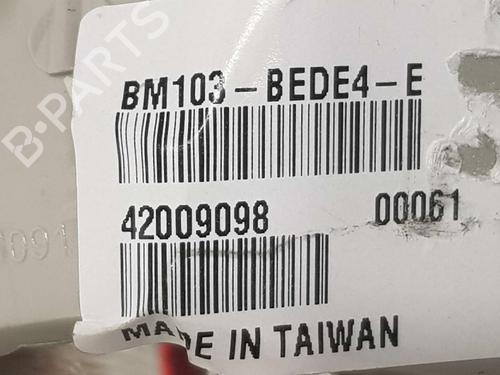 B-PARTS
BM103-BEDE4-E
42009098 00061
MADE IN TAIWAN